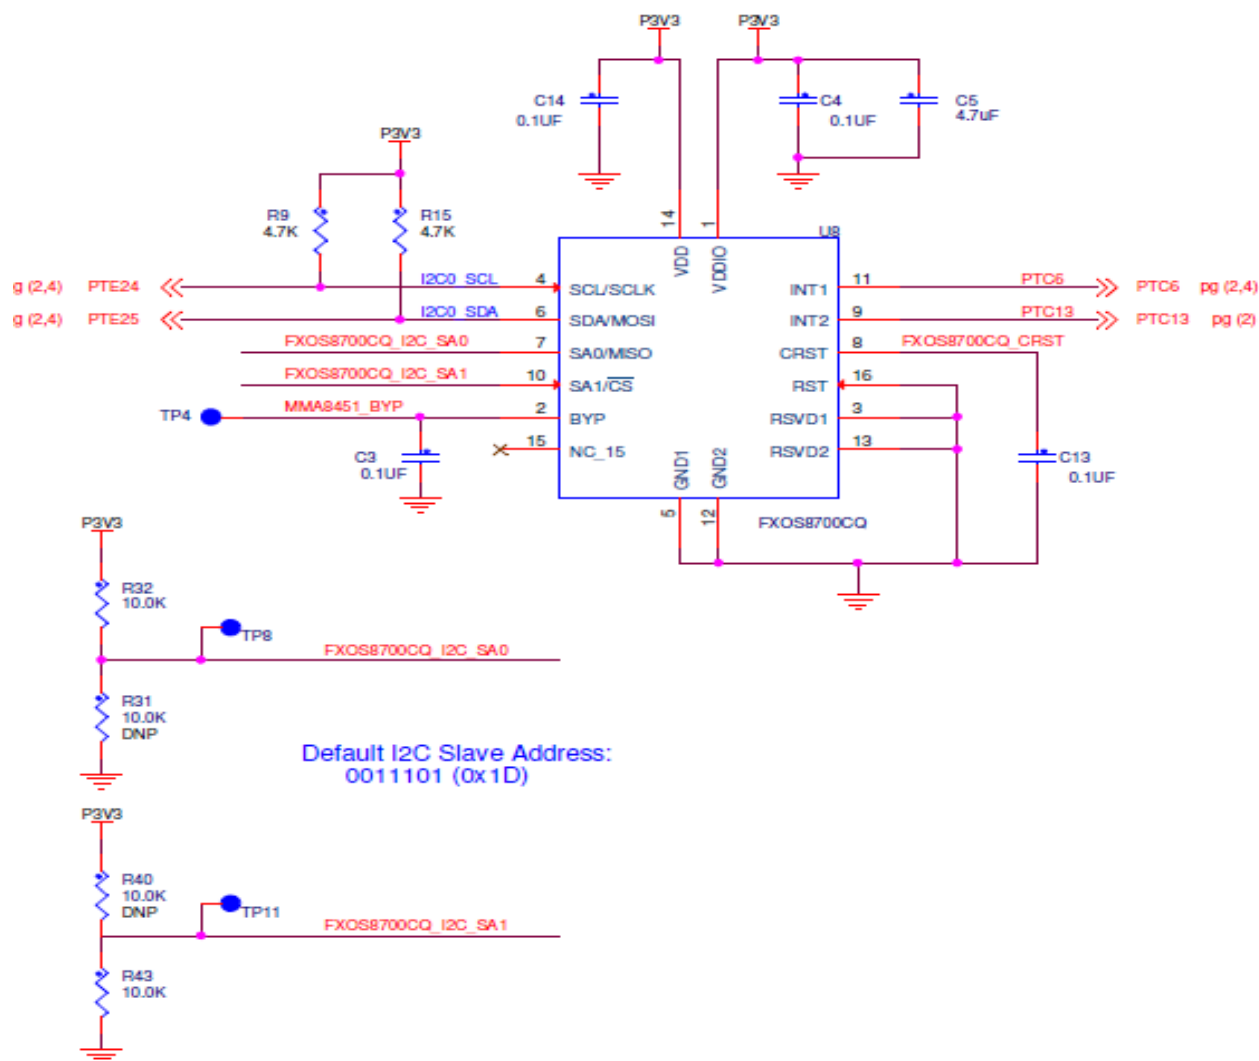 P3V3
P3V3
C14
0.1UF
C4
0.1UF
C5
4.7uF
P3V3
R9
4.7K
R15
4.7K
14
1
U8
VDD
VDDIO
g (2,4) PTE24
I2C0_SCL
4
SCL/SCLK
INT1
11
PTC6
PTC6 pg (2,4)
g (2,4) PTE25
I2C0_SDA
6
SDA/MOSI
INT2
9
PTC13
PTC13 pg (2)
FXOS8700CQ_I2C_SA0
7
SA0/MISO
CRST
8
FXOS8700CQ_CRST
FXOS8700CQ_I2C_SA1
10
SA1/CS
RST
16
TP4
MMA8451_BYP
2
BYP
RSVD1
3
15
NC_15
RSVD2
13
C3
0.1UF
C13
0.1UF
GND1
GND2
5
12
FXOS8700CQ
P3V3
R32
10.0K
TP8
FXOS8700CQ_I2C_SA0
R31
10.0K
DNP
Default I2C Slave Address:
0011101 (0x1D)
P3V3
R40
10.0K
DNP
TP11
FXOS8700CQ_I2C_SA1
R43
10.0K